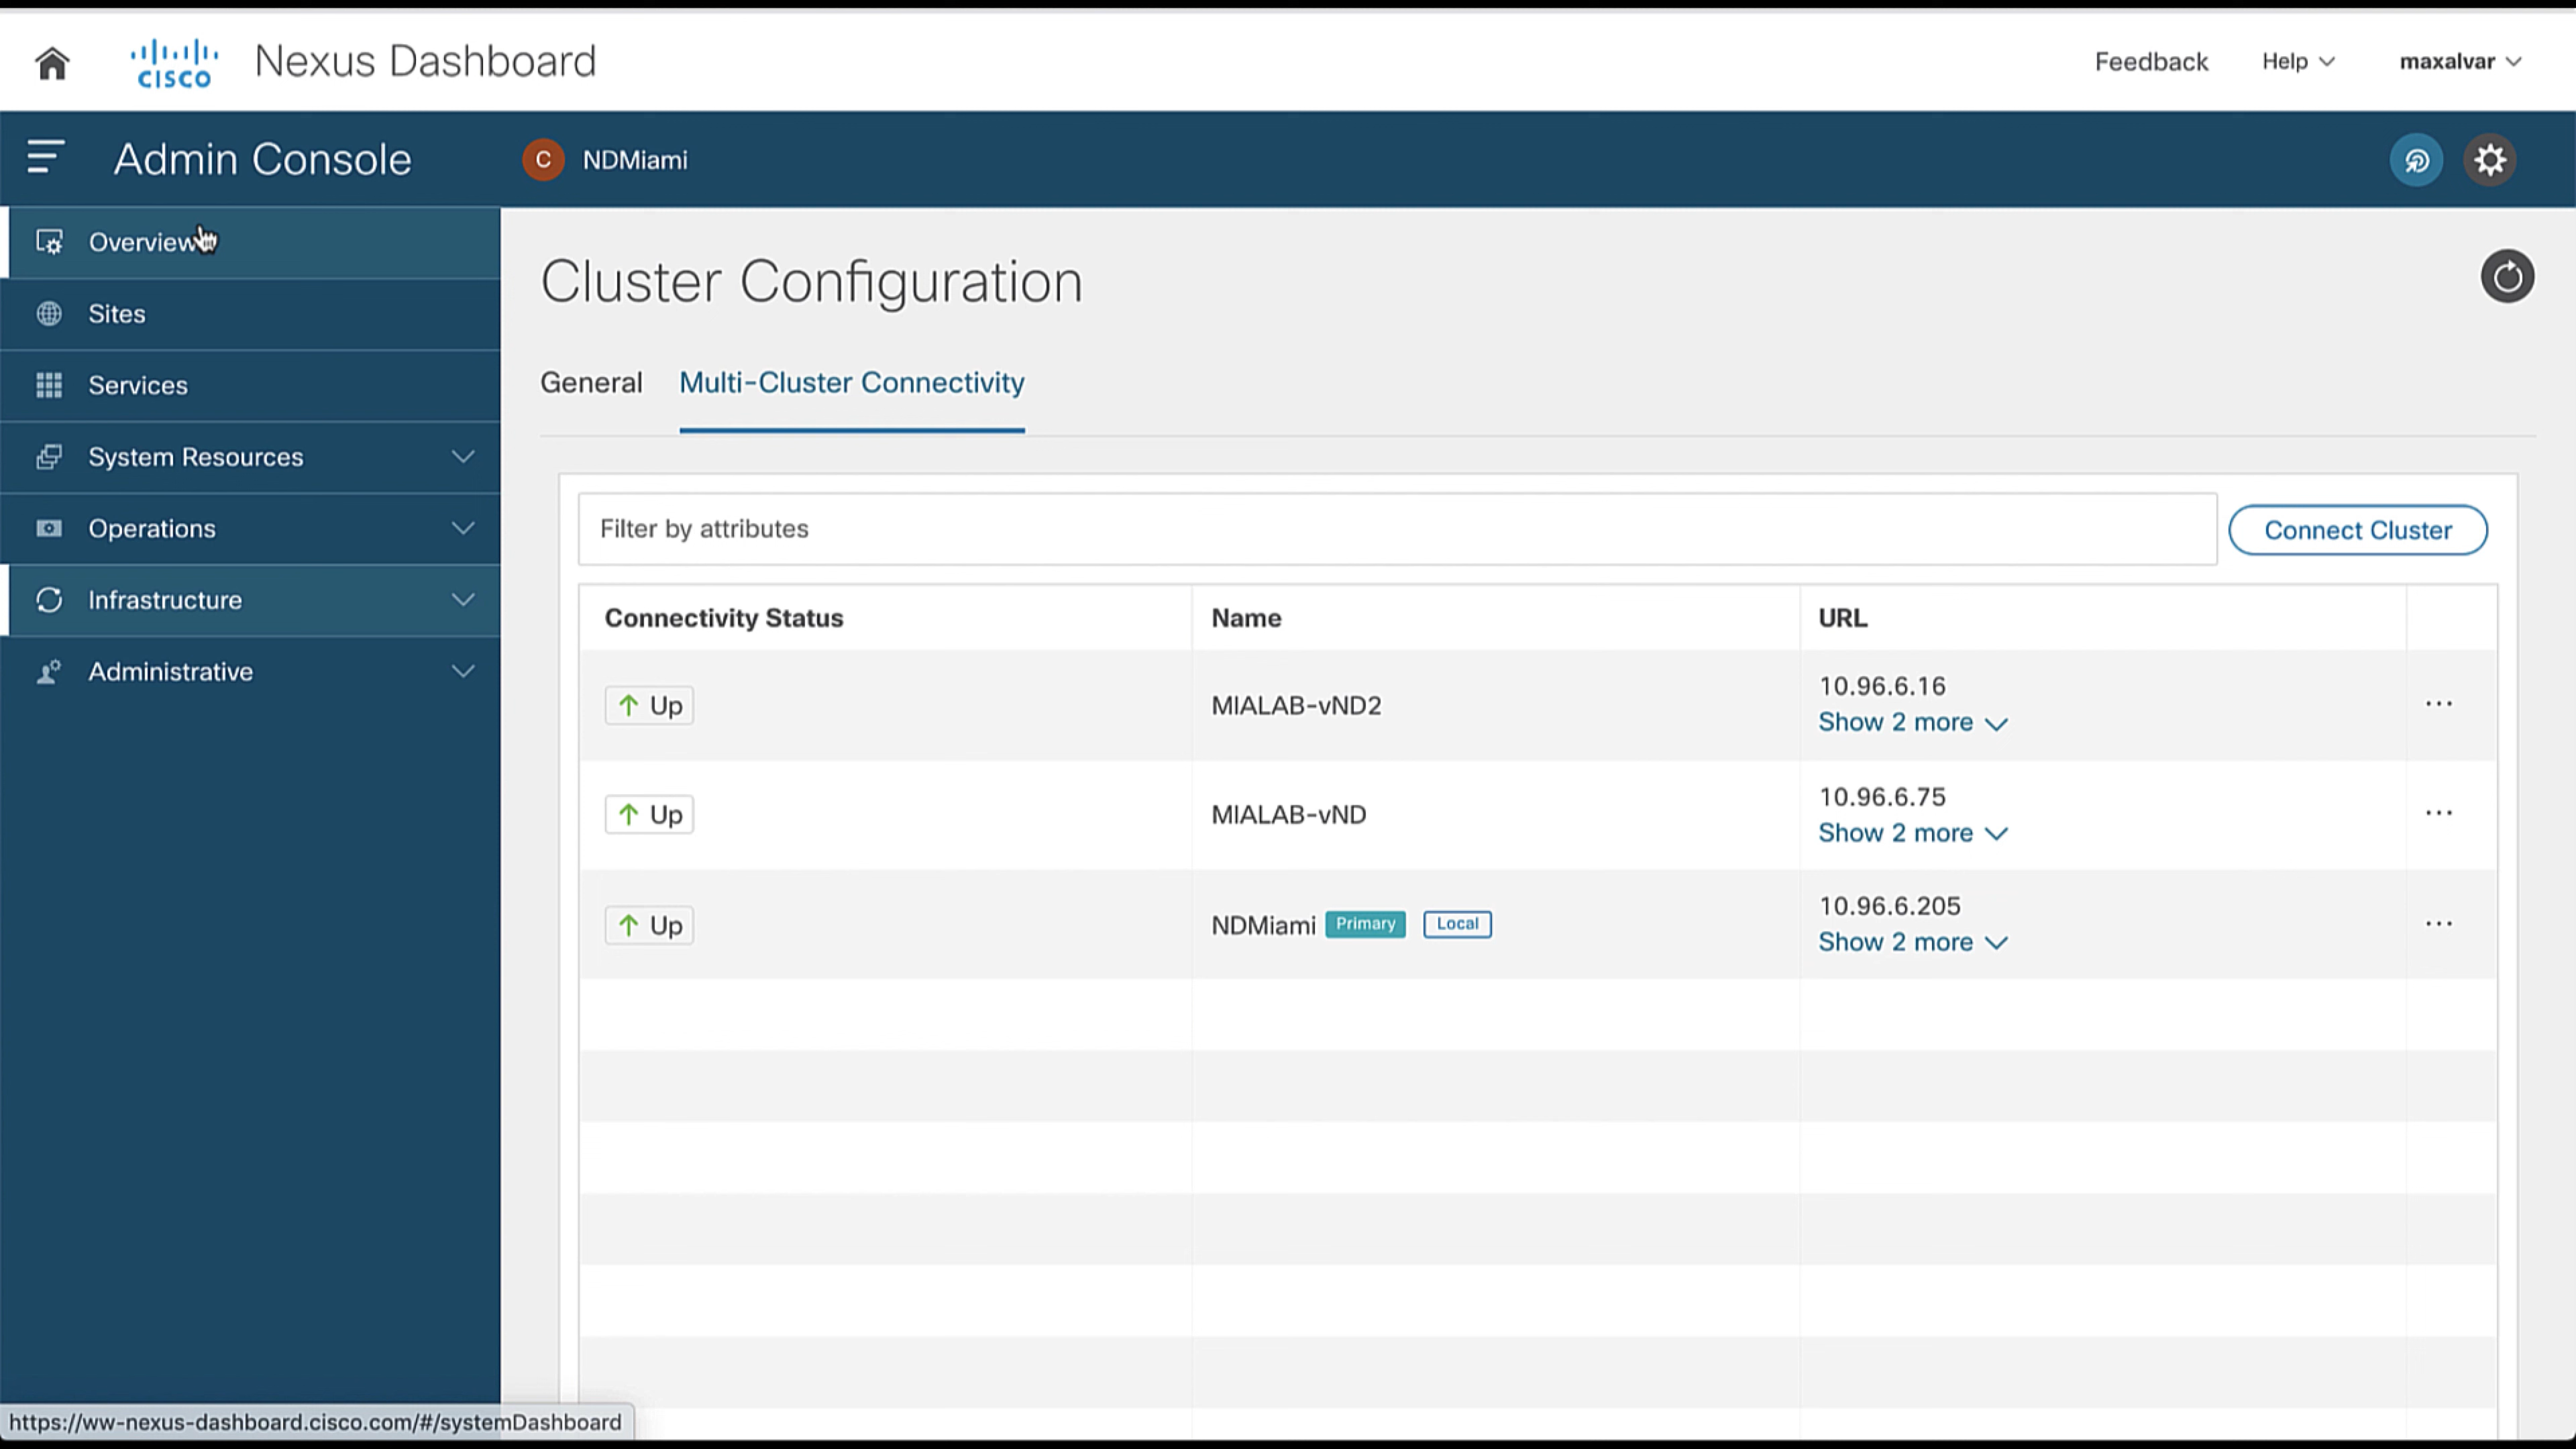 CISCO
Nexus Dashboard
Feedback
Help
maxalvar
Admin Console
C
NDMiami
Overview
Sites
Services
System Resources
Operations
Infrastructure
Administrative
Cluster Configuration
General
Multi-Cluster Connectivity
Filter by attributes
Connect Cluster
Connectivity Status
Name
URL
Up
MIALAB-vND2
10.96.6.16
Show 2 more
...
Up
MIALAB-vND
10.96.6.75
Show 2 more
...
Up
NDMiami
Primary
Local
10.96.6.205
Show 2 more
...
https://ww-nexus-dashboard.cisco.com/#/systemDashboard